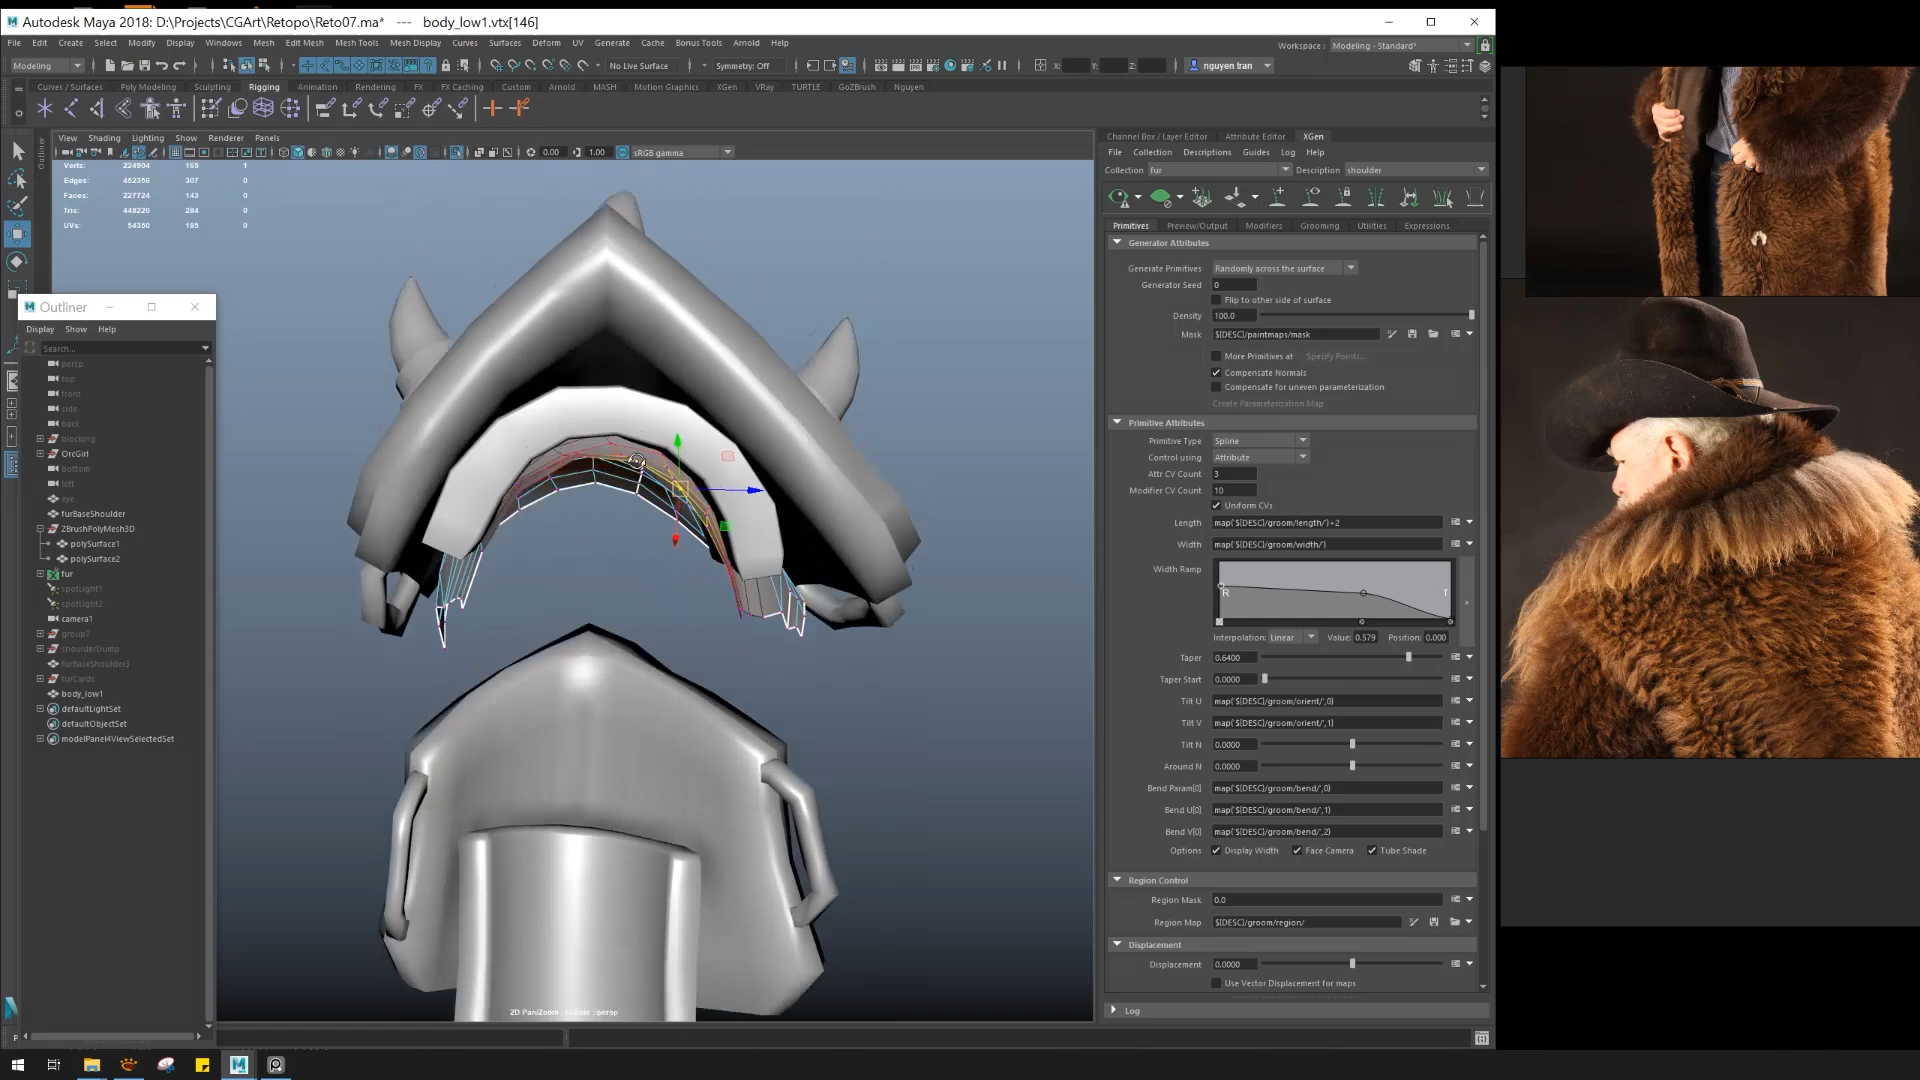 Autodesk Maya 2018: D:\Projects\CGArt\Retopo\Reto07.ma* --- body_low1.vtx[146]
File Edit Create Select Modify Display Windows Mesh Edit Mesh Mesh Tools Mesh Display Curves Surfaces Deform UV Generate Cache Bonus Tools Arnold Help
Workspace : Modeling - Standard*
Modeling No Live Surface Symmetry: Off X: Y: Z: nguyen tran
Curves / Surfaces Poly Modeling Sculpting Rigging Animation Rendering FX FX Caching Custom Arnold MASH Motion Graphics XGen VRay TURTLE GoZBrush Nguyen
View Shading Lighting Show Renderer Panels
0.00 1.00 sRGB gamma
Verts: 224904 165 1
Edges: 452356 307 0
Faces: 227724 143 0
Tris: 448220 284 0
UVs: 54350 185 0
Outliner
Outliner
Display Show Help
Search...
persp
top
front
side
back
blocking
OrcGirl
bottom
left
eye
furBaseShoulder
ZBrushPolyMesh3D
polySurface1
polySurface2
fur
spotLight1
spotLight2
camera1
group7
shoulderDump
furBaseShoulder3
furCards
body_low1
defaultLightSet
defaultObjectSet
modelPanel4ViewSelectedSet
2D Pan/Zoom
persp
Channel Box / Layer Editor Attribute Editor XGen
File Collection Descriptions Guides Log Help
Collection fur Description shoulder
Primitives Preview/Output Modifiers Grooming Utilities Expressions
Generator Attributes
Generate Primitives Randomly across the surface
Generator Seed 0
Flip to other side of surface
Density 100.0
Mask ${DESC}/paintmaps/mask
More Primitives at Specify Points...
Compensate Normals
Compensate for uneven parameterization
Create Parameterization Map
Primitive Attributes
Primitive Type Spline
Control using Attribute
Attr CV Count 3
Modifier CV Count 10
Uniform CVs
Length map('${DESC}/groom/length/')+2
Width map('${DESC}/groom/width/')
Width Ramp
R T
Interpolation: Linear Value: 0.579 Position: 0.000
Taper 0.6400
Taper Start 0.0000
Tilt U map('${DESC}/groom/orient/',0)
Tilt V map('${DESC}/groom/orient/',1)
Tilt N 0.0000
Around N 0.0000
Bend Param[0] map('${DESC}/groom/bend/',0)
Bend U[0] map('${DESC}/groom/bend/',1)
Bend V[0] map('${DESC}/groom/bend/',2)
Options Display Width Face Camera Tube Shade
Region Control
Region Mask 0.0
Region Map ${DESC}/groom/region/
Displacement
Displacement 0.0000
Use Vector Displacement for maps
Log